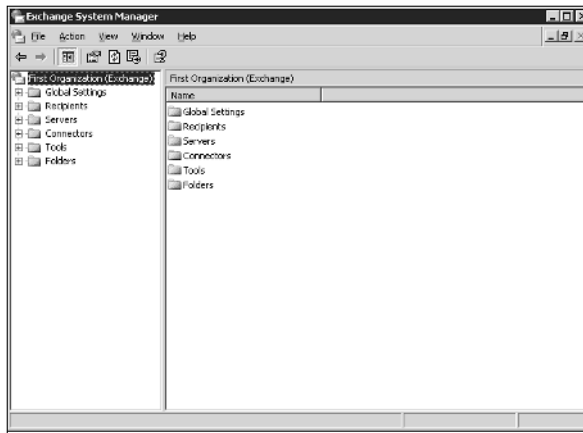 Exchange System Manager
File Action View Window Help
First Organization (Exchange)
Global Settings
Recipients
Servers
Connectors
Tools
Folders
First Organization (Exchange)
Name
Global Settings
Recipients
Servers
Connectors
Tools
Folders